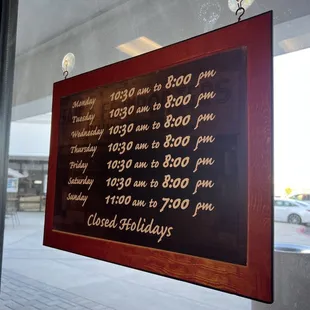 Monday 10:30 am to 8:00 pm
Tuesday 10:30 am to 8:00 pm
Wednesday 10:30 am to 8:00 pm
Thursday 10:30 am to 8:00 pm
Friday 10:30 am to 8:00 pm
Saturday 10:30 am to 8:00 pm
Sunday 11:00 am to 7:00 pm
Closed Holidays